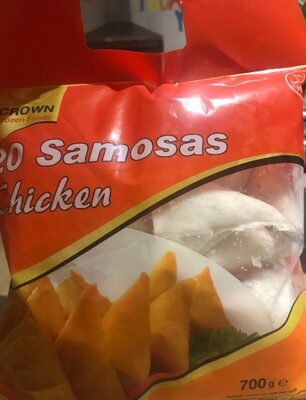 CROWN
Frozen Foods
20 Samosas
Chicken
700g e